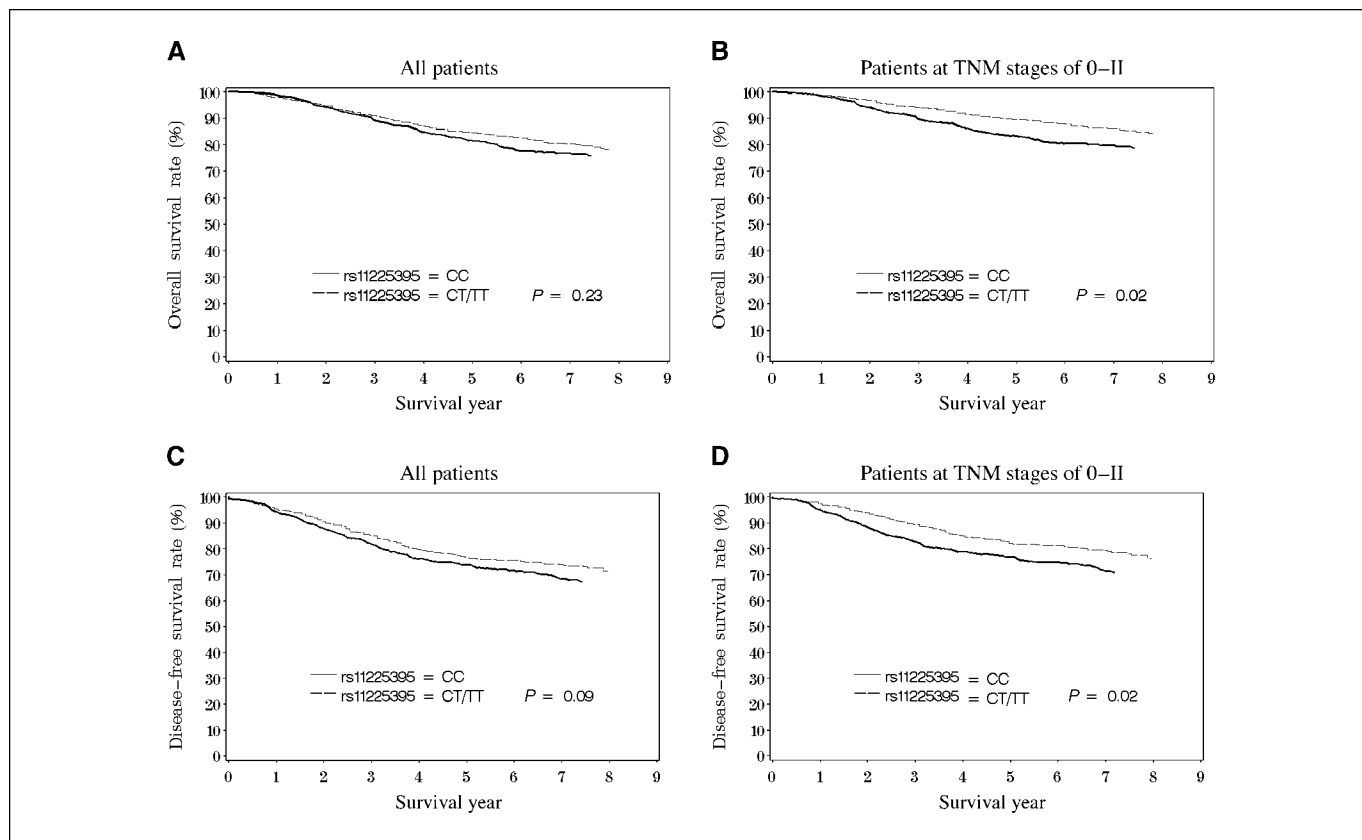 A
All patients
Overall survival rate (%)
100
90
80
70
60
50
40
30
20
10
0
rs11225395 = CC
rs11225395 = CT/TT P = 0.23
0 1 2 3 4 5 6 7 8 9
Survival year
B
Patients at TNM stages of 0–II
Overall survival rate (%)
100
90
80
70
60
50
40
30
20
10
0
rs11225395 = CC
rs11225395 = CT/TT P = 0.02
0 1 2 3 4 5 6 7 8 9
Survival year
C
All patients
Disease-free survival rate (%)
100
90
80
70
60
50
40
30
20
10
0
rs11225395 = CC
rs11225395 = CT/TT P = 0.09
0 1 2 3 4 5 6 7 8 9
Survival year
D
Patients at TNM stages of 0–II
Disease-free survival rate (%)
100
90
80
70
60
50
40
30
20
10
0
rs11225395 = CC
rs11225395 = CT/TT P = 0.02
0 1 2 3 4 5 6 7 8 9
Survival year